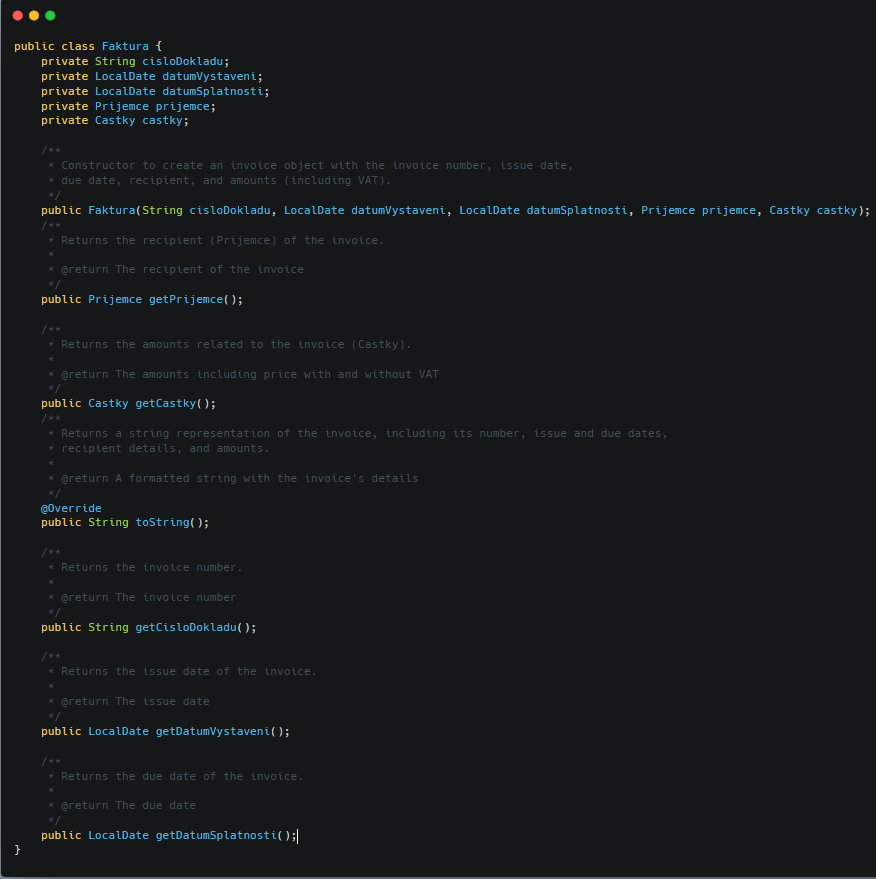 public class Faktura {
    private String cisloDokladu;
    private LocalDate datumVystaveni;
    private LocalDate datumSplatnosti;
    private Prijemce prijemce;
    private Castky castky;

    /**
     * Constructor to create an invoice object with the invoice number, issue date,
     * due date, recipient, and amounts (including VAT).
     */
    public Faktura(String cisloDokladu, LocalDate datumVystaveni, LocalDate datumSplatnosti, Prijemce prijemce, Castky castky);
    /**
     * Returns the recipient (Prijemce) of the invoice.
     *
     * @return The recipient of the invoice
     */
    public Prijemce getPrijemce();

    /**
     * Returns the amounts related to the invoice (Castky).
     *
     * @return The amounts including price with and without VAT
     */
    public Castky getCastky();
    /**
     * Returns a string representation of the invoice, including its number, issue and due dates,
     * recipient details, and amounts.
     *
     * @return A formatted string with the invoice's details
     */
    @Override
    public String toString();

    /**
     * Returns the invoice number.
     *
     * @return The invoice number
     */
    public String getCisloDokladu();

    /**
     * Returns the issue date of the invoice.
     *
     * @return The issue date
     */
    public LocalDate getDatumVystaveni();

    /**
     * Returns the due date of the invoice.
     *
     * @return The due date
     */
    public LocalDate getDatumSplatnosti();
}